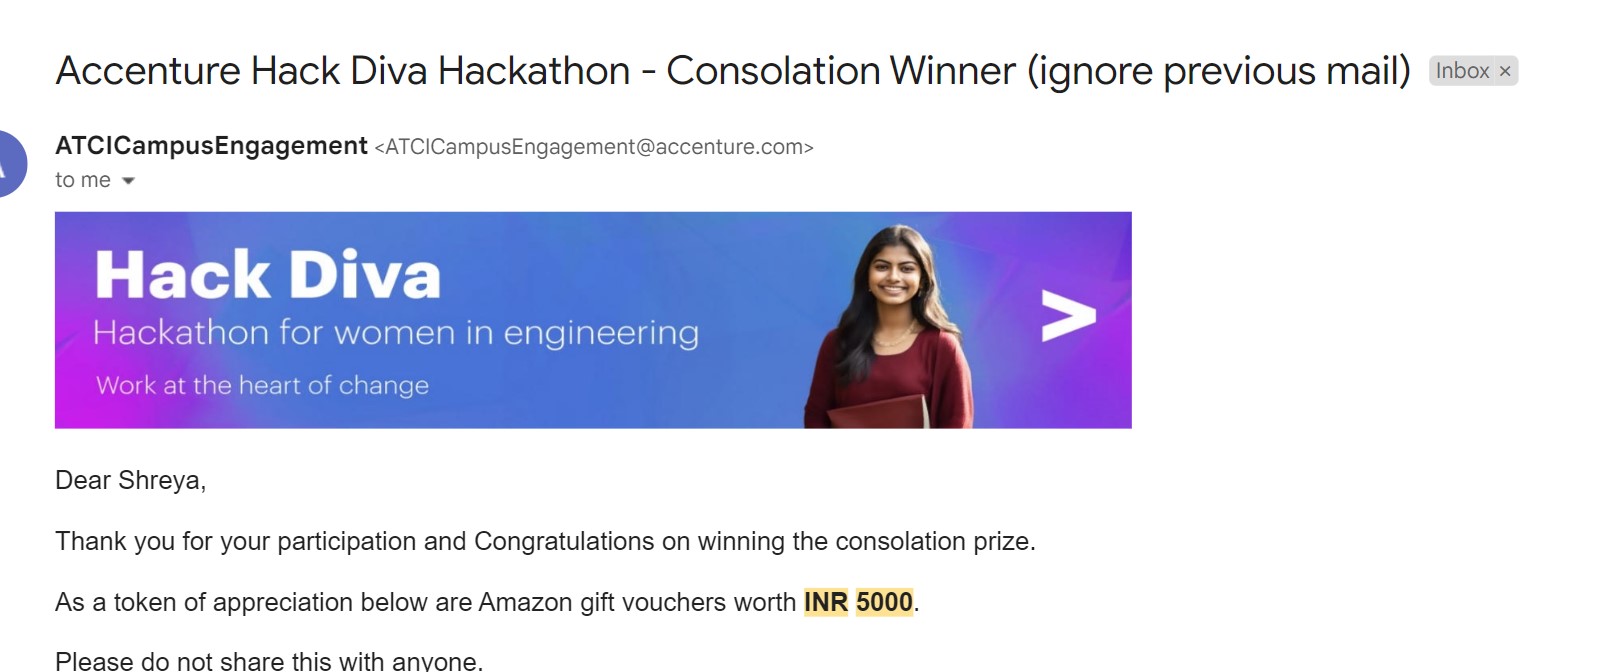 Accenture Hack Diva Hackathon - Consolation Winner (ignore previous mail) Inbox ×
ATCICampusEngagement <ATCICampusEngagement@accenture.com>
to me
Hack Diva
Hackathon for women in engineering
Work at the heart of change
>
Dear Shreya,
Thank you for your participation and Congratulations on winning the consolation prize.
As a token of appreciation below are Amazon gift vouchers worth INR 5000.
Please do not share this with anyone.